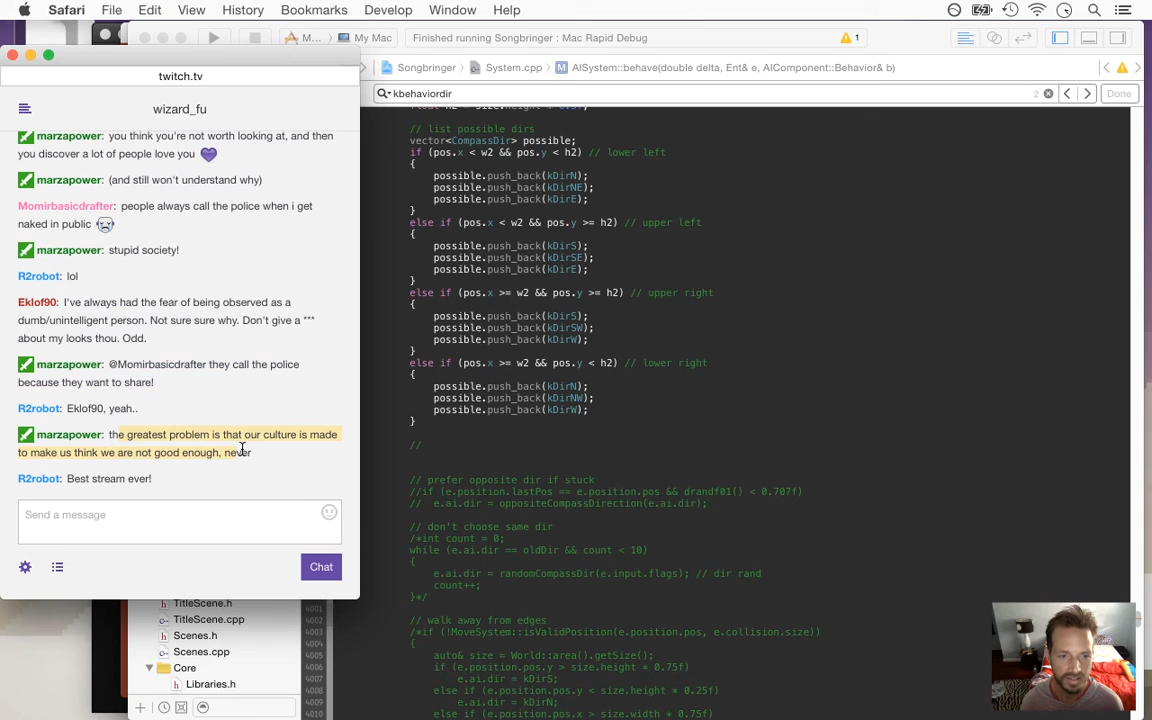 Safari File Edit View History Bookmarks Develop Window Help
M... My Mac Finished running Songbringer : Mac Rapid Debug 1
twitch.tv
Songbringer System.cpp M AISystem::behave(double delta, Ent& e, AIComponent::Behavior& b)
kbehaviordir 2 Done
wizard_fu
marzapower: you think you're not worth looking at, and then
you discover a lot of people love you
marzapower: (and still won't understand why)
Momirbasicdrafter: people always call the police when i get
naked in public
marzapower: stupid society!
R2robot: lol
Eklof90: I've always had the fear of being observed as a
dumb/unintelligent person. Not sure sure why. Don't give a ***
about my looks thou. Odd.
marzapower: @Momirbasicdrafter they call the police
because they want to share!
R2robot: Eklof90, yeah..
marzapower: the greatest problem is that our culture is made
to make us think we are not good enough, never
R2robot: Best stream ever!
Send a message
Chat
// list possible dirs
vector<CompassDir> possible;
if (pos.x < w2 && pos.y < h2) // lower left
{
possible.push_back(kDirN);
possible.push_back(kDirNE);
possible.push_back(kDirE);
}
else if (pos.x < w2 && pos.y >= h2) // upper left
{
possible.push_back(kDirS);
possible.push_back(kDirSE);
possible.push_back(kDirE);
}
else if (pos.x >= w2 && pos.y >= h2) // upper right
{
possible.push_back(kDirS);
possible.push_back(kDirSW);
possible.push_back(kDirW);
}
else if (pos.x >= w2 && pos.y < h2) // lower right
{
possible.push_back(kDirN);
possible.push_back(kDirNW);
possible.push_back(kDirW);
}
//
// prefer opposite dir if stuck
//if (e.position.lastPos == e.position.pos && drandf01() < 0.707f)
// e.ai.dir = oppositeCompassDirection(e.ai.dir);
// don't choose same dir
/*int count = 0;
while (e.ai.dir == oldDir && count < 10)
{
e.ai.dir = randomCompassDir(e.input.flags); // dir rand
count++;
}*/
// walk away from edges
/*if (!MoveSystem::isValidPosition(e.position.pos, e.collision.size))
{
auto& size = World::area().getSize();
if (e.position.pos.y > size.height * 0.75f)
e.ai.dir = kDirS;
else if (e.position.pos.y < size.height * 0.25f)
e.ai.dir = kDirN;
else if (e.position.pos.x > size.width * 0.75f)
4001
4002
4003
4004
4005
4006
4007
4008
4009
4010
TitleScene.h
TitleScene.cpp
Scenes.h
Scenes.cpp
Core
Libraries.h